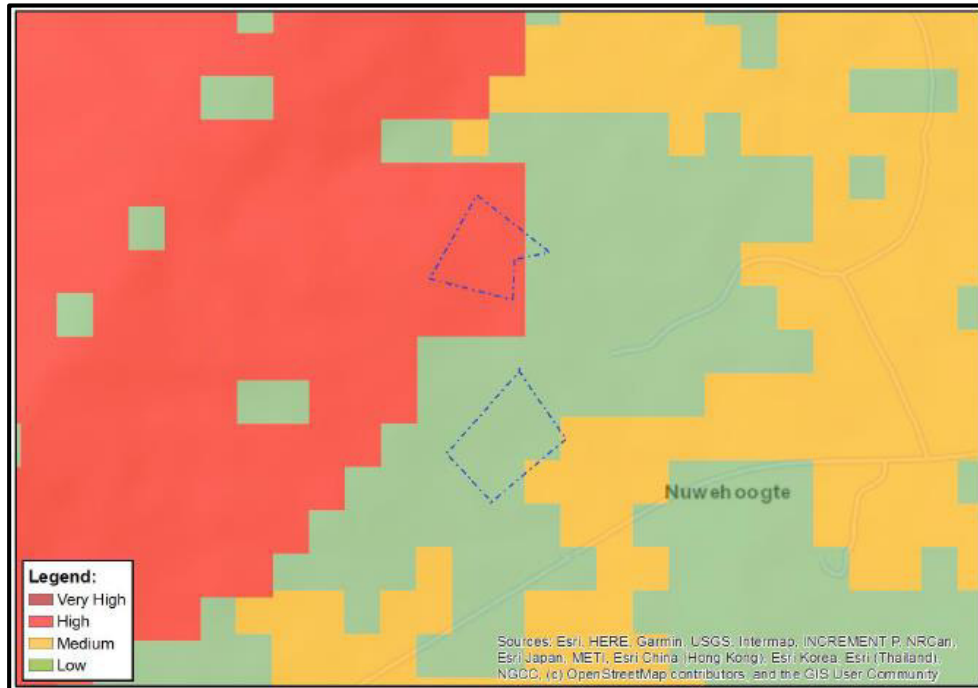 Nuwehoogte
Legend:
Very High
High
Medium
Low
Sources: Esri, HERE, Garmin, USGS, Intermap, INCREMENT P, NRCan,
Esri Japan, METI, Esri China (Hong Kong), Esri Korea, Esri (Thailand),
NGCC, (c) OpenStreetMap contributors, and the GIS User Community